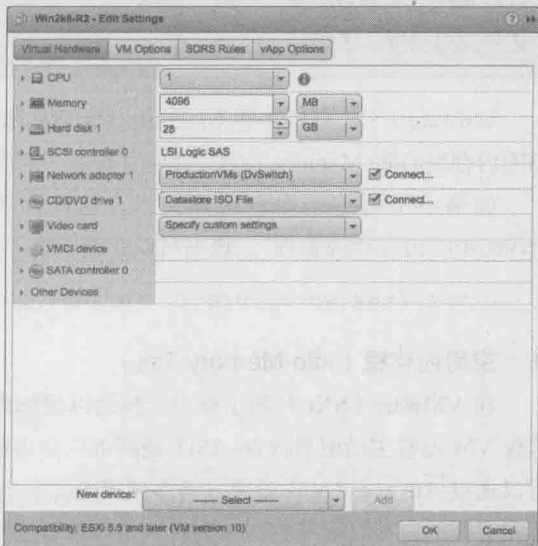 Win2k8-R2 - Edit Settings
Virtual Hardware VM Options SDRS Rules vApp Options
CPU 1
Memory 4096 MB
Hard disk 1 28 GB
SCSI controller 0 LSI Logic SAS
Network adapter 1 ProductionVMs (DvSwitch) Connect...
CD/DVD drive 1 Datastore ISO File Connect...
Video card Specify custom settings
VMCI device
SATA controller 0
Other Devices
New device: ------- Select ------- Add
Compatibility: ESXi 5.5 and later (VM version 10) OK Cancel